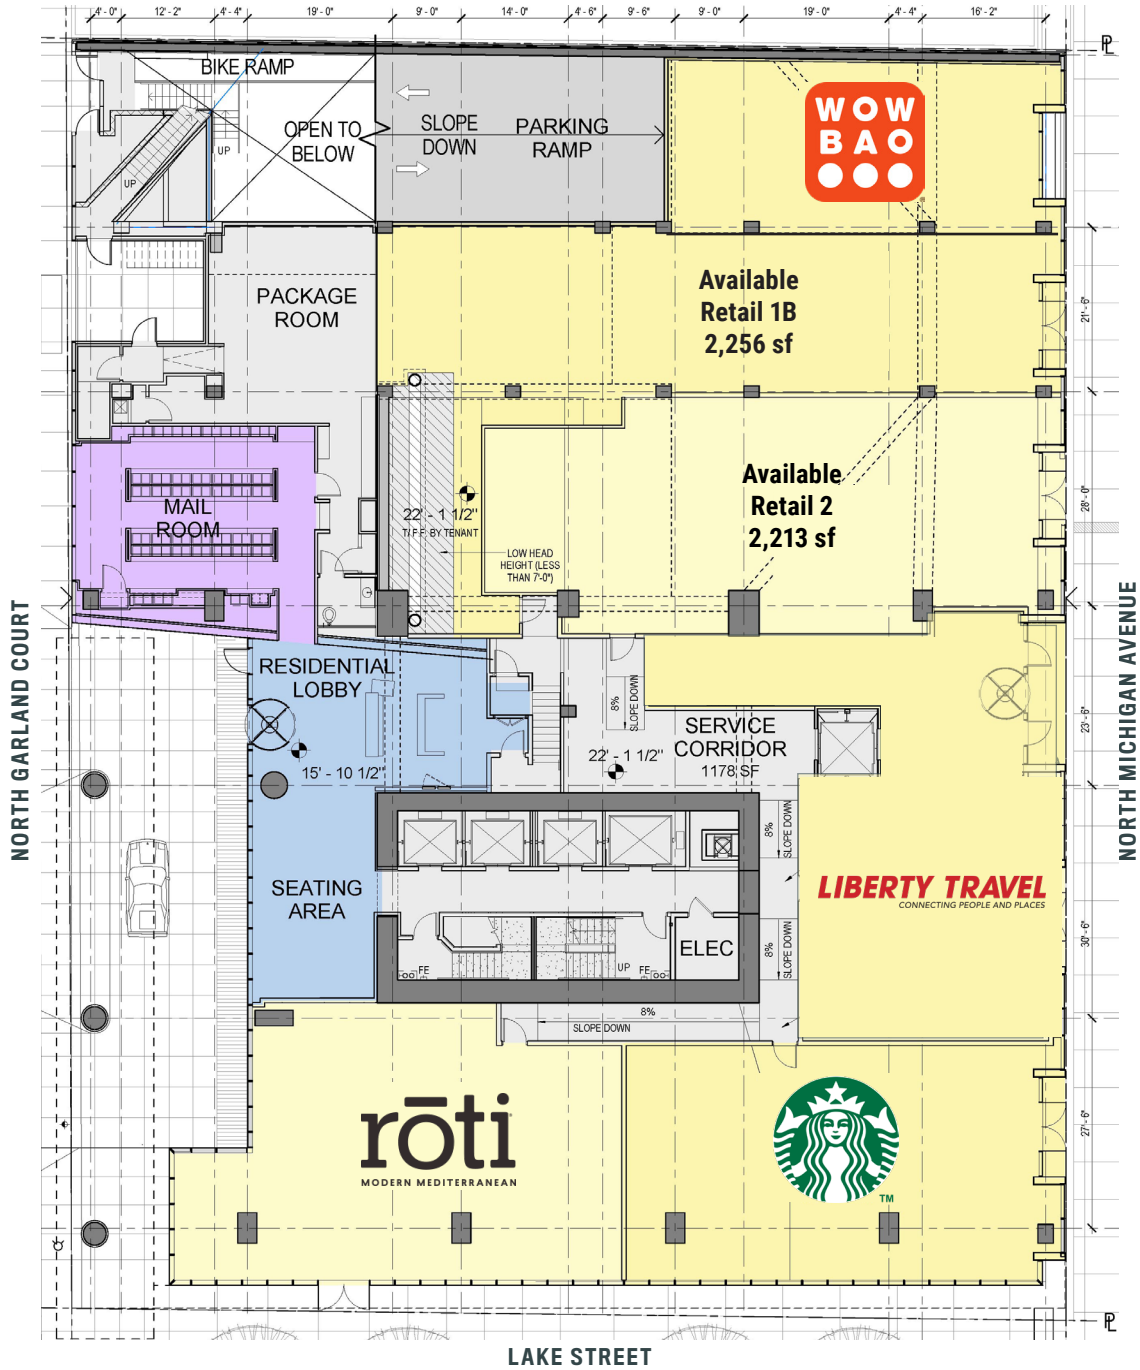 4'- 0"
12' - 2"
4'- 4"
19'- 0"
9'- 0"
14'- 0"
4'- 6"
9'- 6"
9'- 0"
19'- 0"
4'- 4"
16'- 2"
PL
BIKE RAMP
OPEN TO
BELOW
SLOPE
DOWN
PARKING
RAMP
WOW
BAO
UP
UP
PACKAGE
ROOM
Available
Retail 1B
2,256 sf
21'- 6"
MAIL
ROOM
22' - 1 1/2"
T/ F.F. BY TENANT
LOW HEAD
HEIGHT (LESS
THAN 7'-0")
Available
Retail 2
2,213 sf
28'- 0"
NORTH GARLAND COURT
NORTH MICHIGAN AVENUE
RESIDENTIAL
LOBBY
15' - 10 1/2"
8%
SLOPE DOWN
SERVICE
CORRIDOR
1178 SF
22' - 1 1/2"
23'- 6"
8%
SLOPE DOWN
SEATING
AREA
LIBERTY TRAVEL
CONNECTING PEOPLE AND PLACES
ELEC
8%
SLOPE DOWN
30'- 6"
FE
UP
FE
8%
SLOPE DOWN
rōti
MODERN MEDITERRANEAN
TM
27'- 6"
PL
LAKE STREET